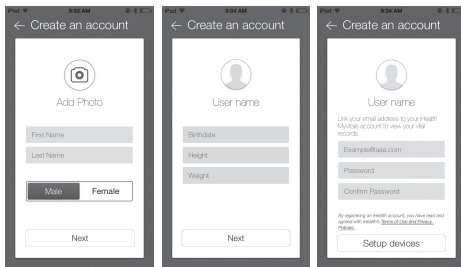 iPod 9:03 AM
← Create an account
Add Photo
First Name
Last Name
Male Female
Next
iPod 9:04 AM
← Create an account
User name
Birthdate
Height
Weight
Next
iPod 9:04 AM
← Create an account
User name
Link your email address to your iHealth
MyVitals account to view your vital
records.
Example@aaa.com
Password
Confirm Password
By registering an iHealth account, you have read and
agreed with iHealth's Terms of Use and Privacy
Policies.
Setup devices